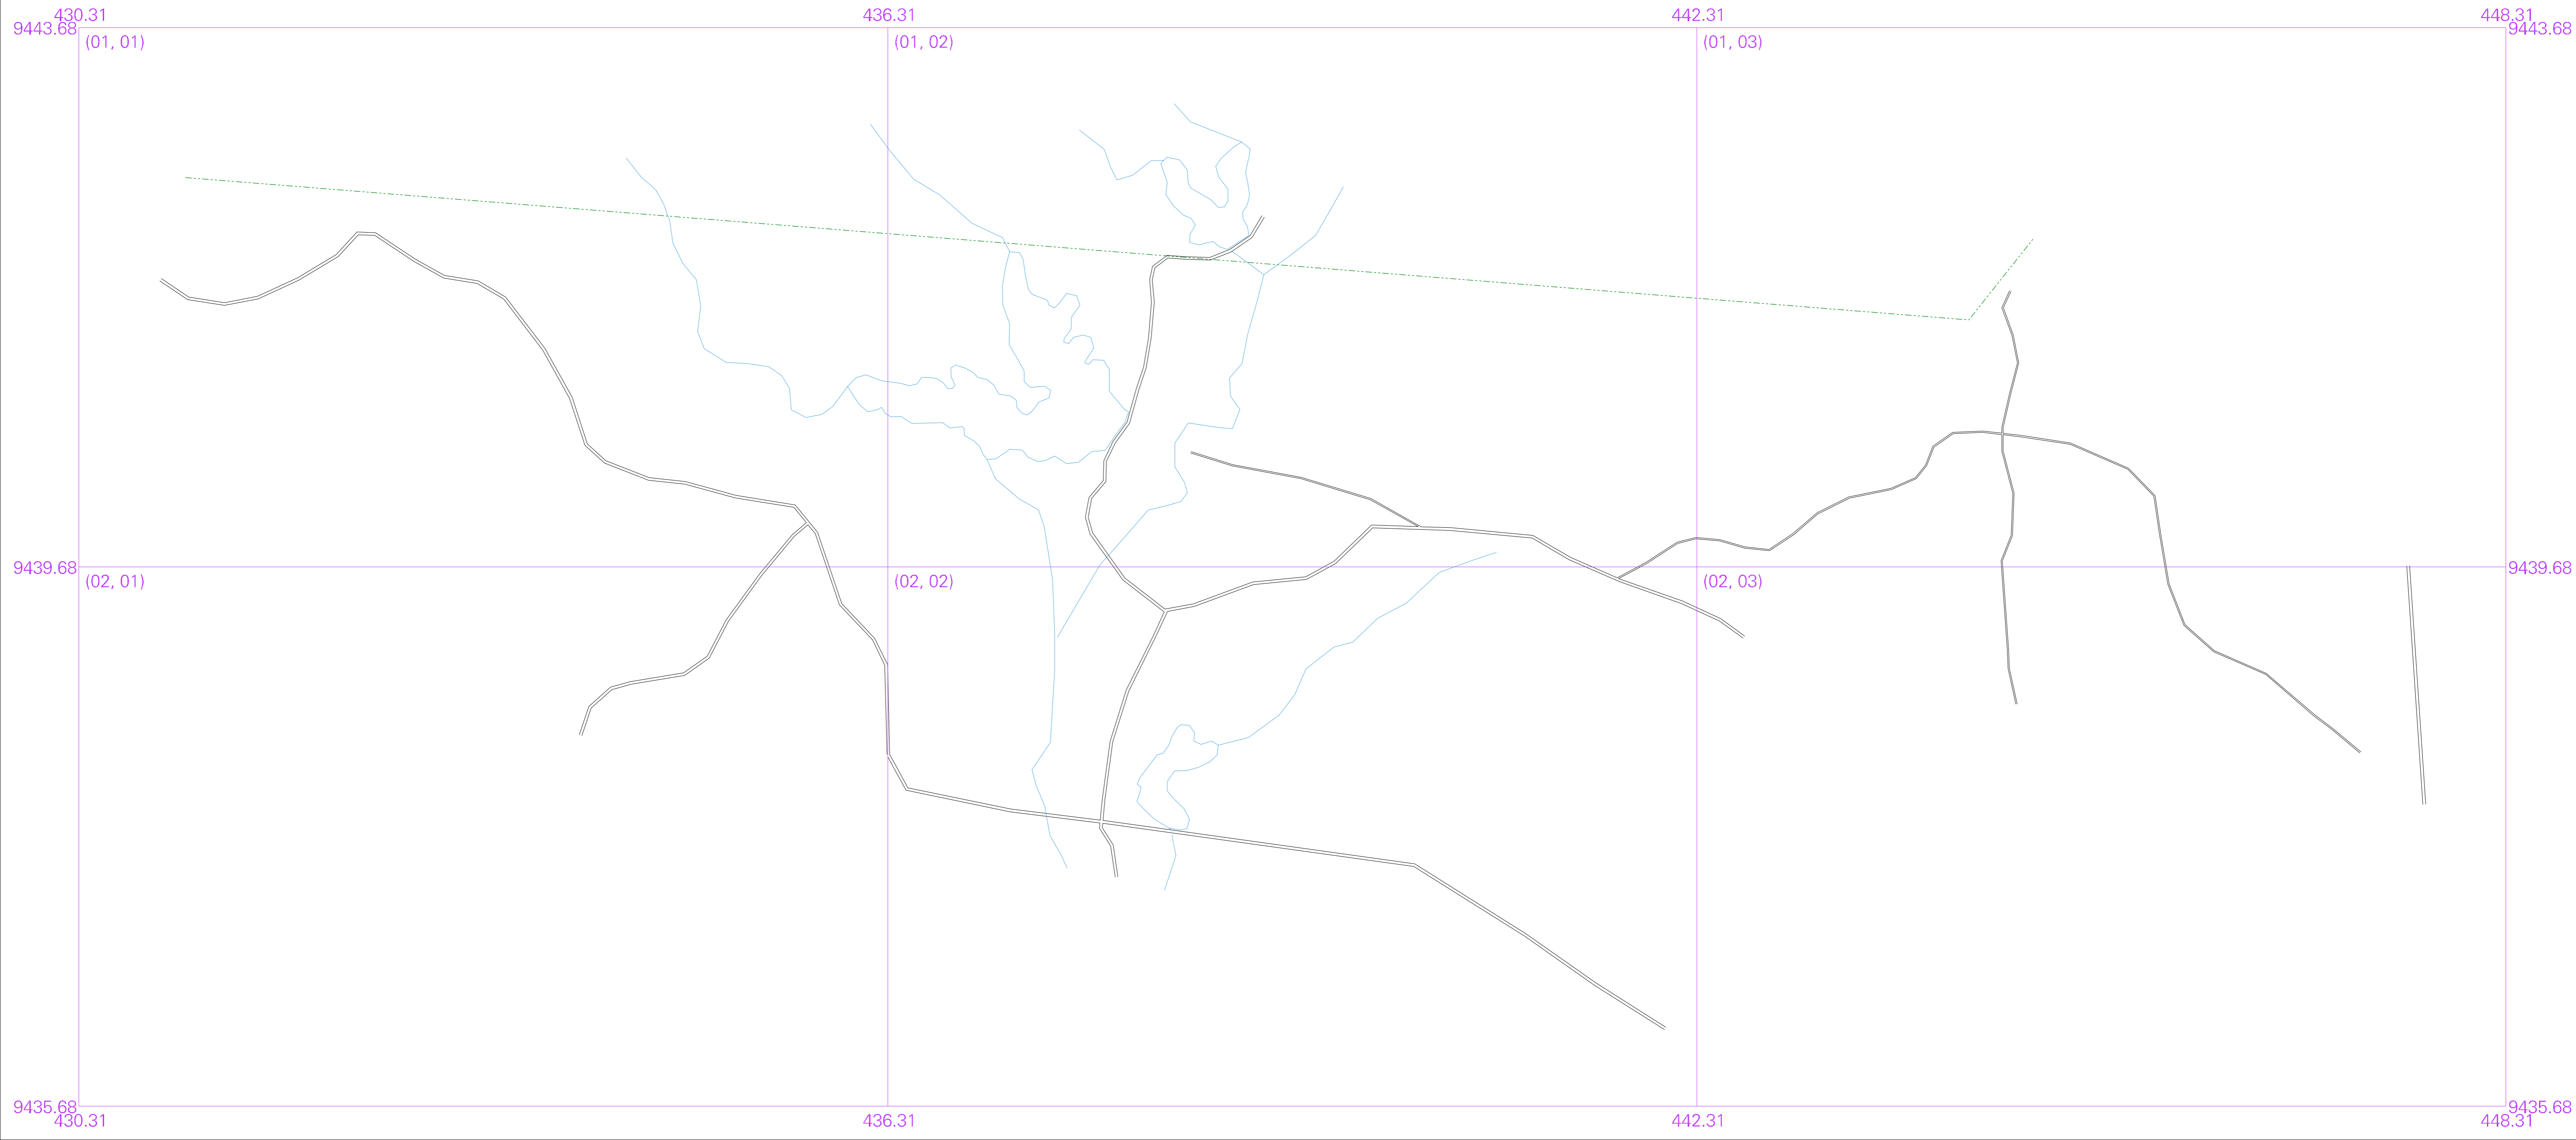 430.31 436.31 442.31 448.31
9443.68 9443.68
(01, 01) (01, 02) (01, 03)
9439.68 9439.68
(02, 01) (02, 02) (02, 03)
9435.68 9435.68
430.31 436.31 442.31 448.31